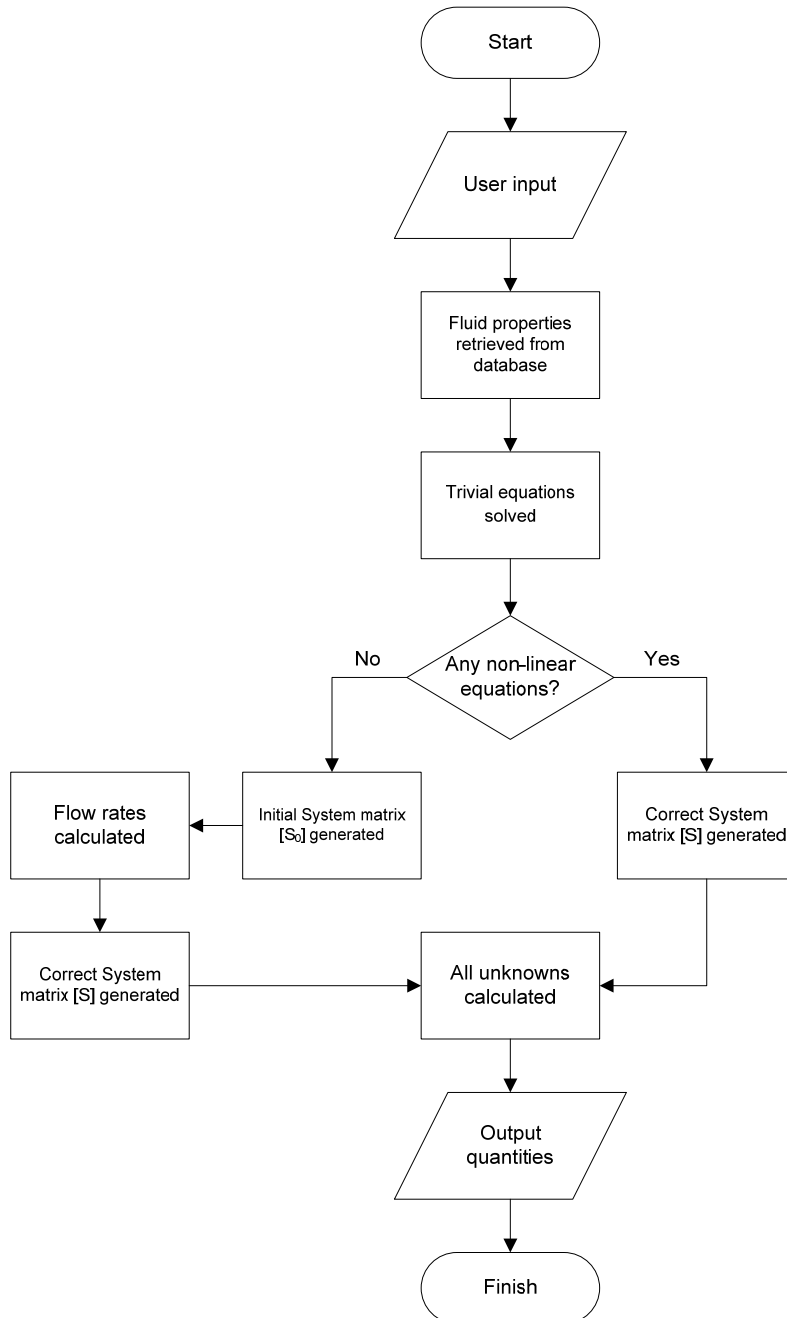 Start
User input
Fluid properties
retrieved from
database
Trivial equations
solved
Any non-linear
equations?
No
Yes
Initial System matrix
[S₀] generated
Flow rates
calculated
Correct System
matrix [S] generated
Correct System
matrix [S] generated
All unknowns
calculated
Output
quantities
Finish